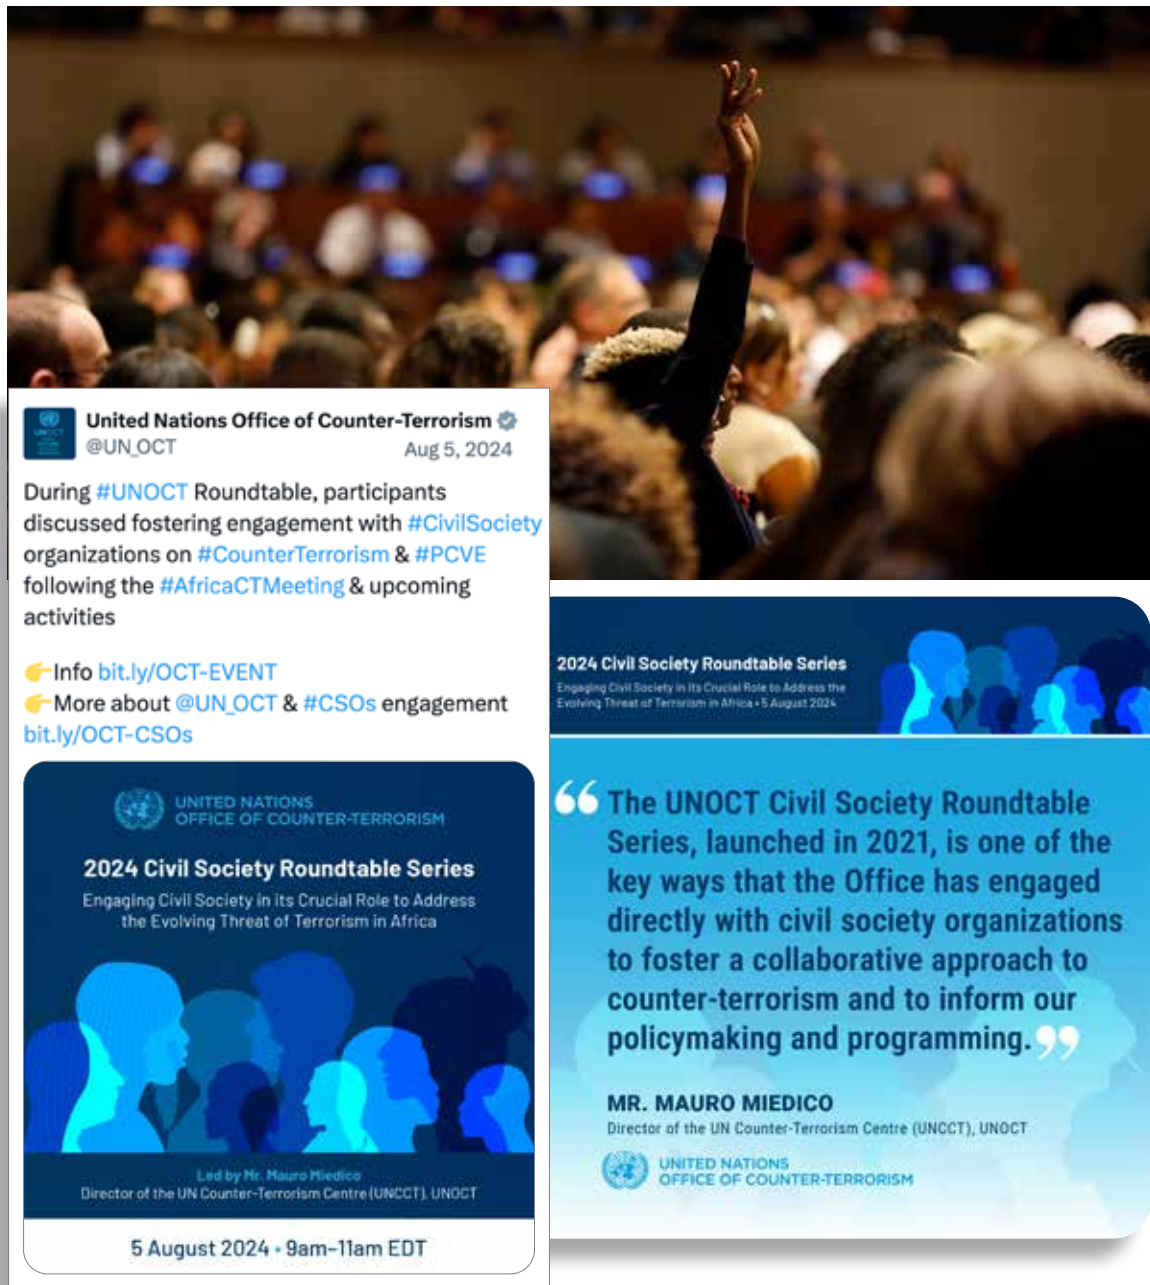 United Nations Office of Counter-Terrorism
@UN_OCT
Aug 5, 2024
During #UNOCT Roundtable, participants
discussed fostering engagement with #CivilSociety
organizations on #CounterTerrorism & #PCVE
following the #AfricaCTMeeting & upcoming
activities
👉Info bit.ly/OCT-EVENT
👉More about @UN_OCT & #CSOs engagement
bit.ly/OCT-CSOs
UNITED NATIONS
OFFICE OF COUNTER-TERRORISM
2024 Civil Society Roundtable Series
Engaging Civil Society in its Crucial Role to Address
the Evolving Threat of Terrorism in Africa
Led by Mr. Mauro Miedico
Director of the UN Counter-Terrorism Centre (UNCCT), UNOCT
5 August 2024 • 9am–11am EDT
2024 Civil Society Roundtable Series
Engaging Civil Society in its Crucial Role to Address the
Evolving Threat of Terrorism in Africa • 5 August 2024
“The UNOCT Civil Society Roundtable
Series, launched in 2021, is one of the
key ways that the Office has engaged
directly with civil society organizations
to foster a collaborative approach to
counter-terrorism and to inform our
policymaking and programming.”
MR. MAURO MIEDICO
Director of the UN Counter-Terrorism Centre (UNCCT), UNOCT
UNITED NATIONS
OFFICE OF COUNTER-TERRORISM